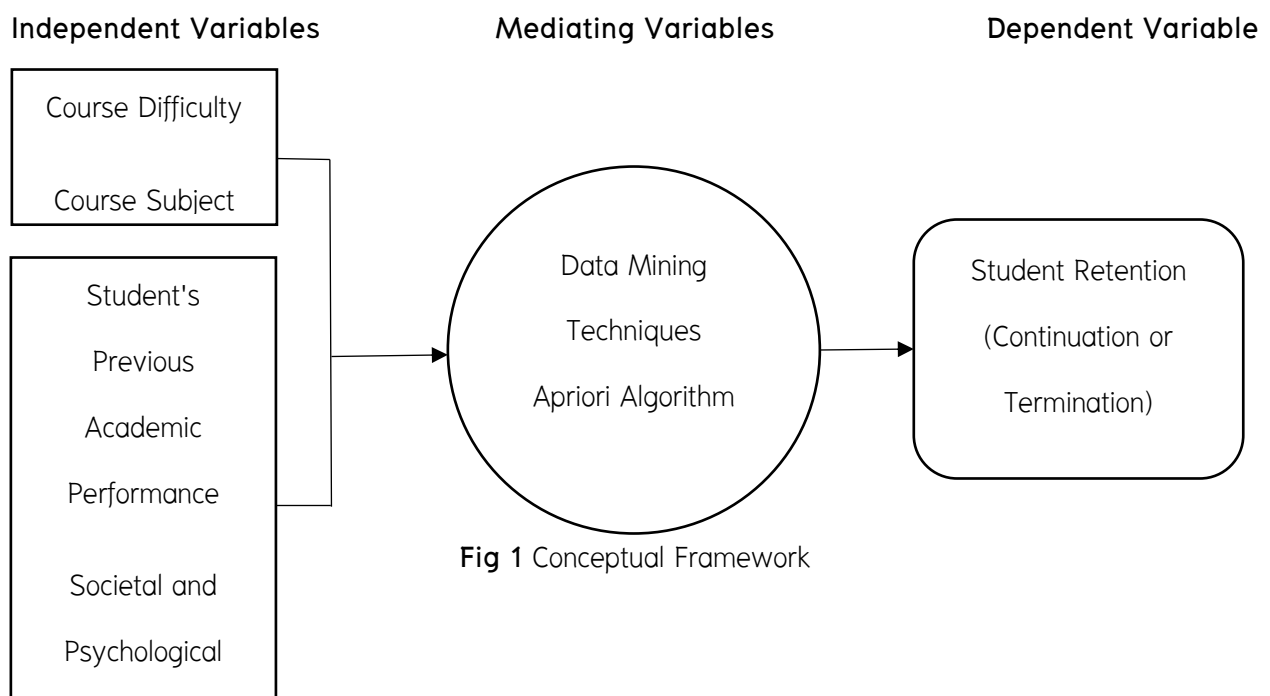 Independent Variables
Mediating Variables
Dependent Variable
Course Difficulty
Course Subject
Student's
Previous
Academic
Performance
Societal and
Psychological
Data Mining
Techniques
Apriori Algorithm
Student Retention
(Continuation or
Termination)
Fig 1 Conceptual Framework